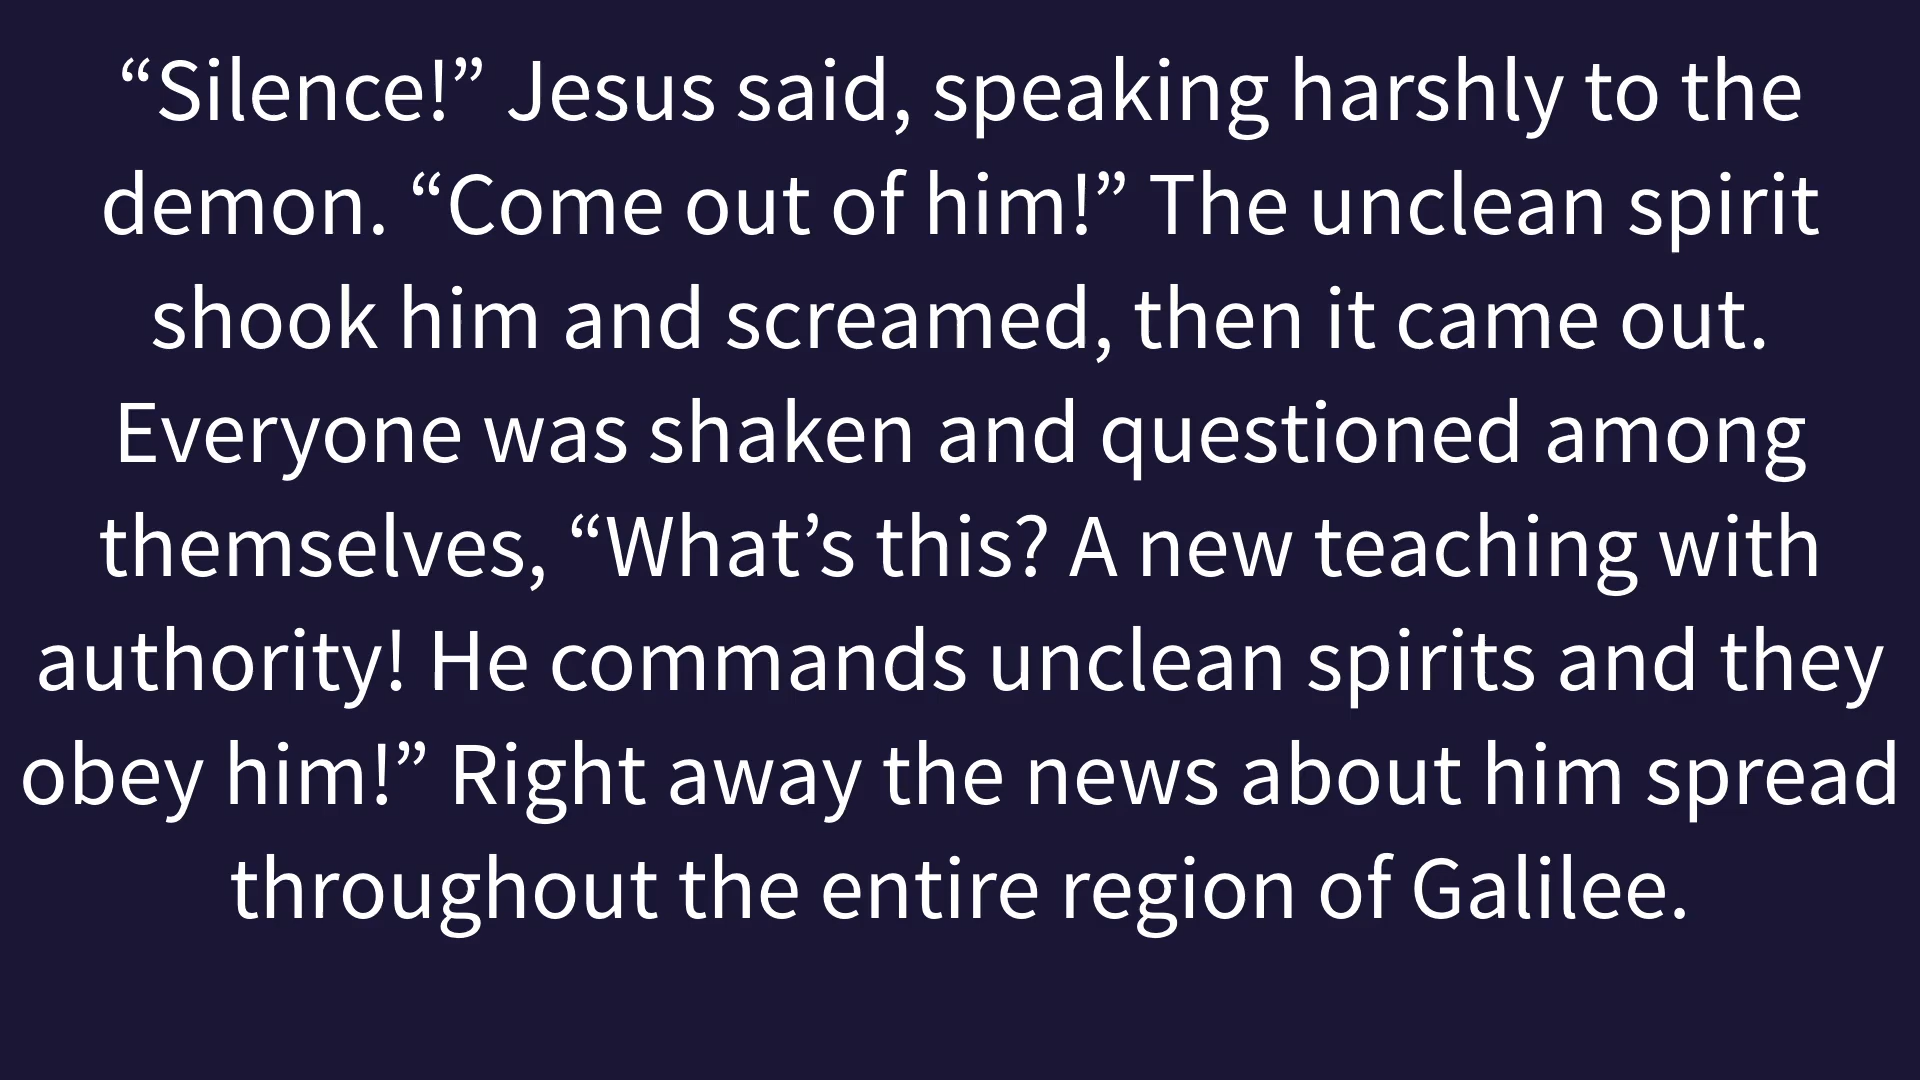 “Silence!” Jesus said, speaking harshly to the
demon. “Come out of him!” The unclean spirit
shook him and screamed, then it came out.
Everyone was shaken and questioned among
themselves, “What’s this? A new teaching with
authority! He commands unclean spirits and they
obey him!” Right away the news about him spread
throughout the entire region of Galilee.